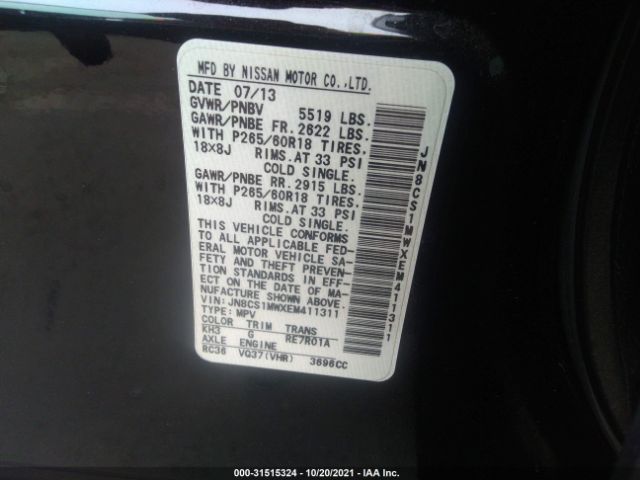 MFD BY NISSAN MOTOR CO.,LTD.
DATE 07/13
GVWR/PNBV 5519 LBS.
GAWR/PNBE FR. 2622 LBS.
WITH P265/60R18 TIRES.
18X8J RIMS.AT 33 PSI
COLD SINGLE.
GAWR/PNBE RR. 2915 LBS.
WITH P265/60R18 TIRES.
18X8J RIMS.AT 33 PSI
COLD SINGLE.
THIS VEHICLE CONFORMS
TO ALL APPLICABLE FED-
ERAL MOTOR VEHICLE SA-
FETY AND THEFT PREVEN-
TION STANDARDS IN EFF-
ECT ON THE DATE OF MA-
NUFACTURE SHOWN ABOVE.
VIN: JN8CS1MWXEM411311
TYPE: MPV
COLOR TRIM TRANS
KH3 G RE7R01A
AXLE ENGINE
RC36 VQ37(VHR) 3696CC
JN8CS1MWXEM411311
000-31515324 - 10/20/2021 - IAA Inc.